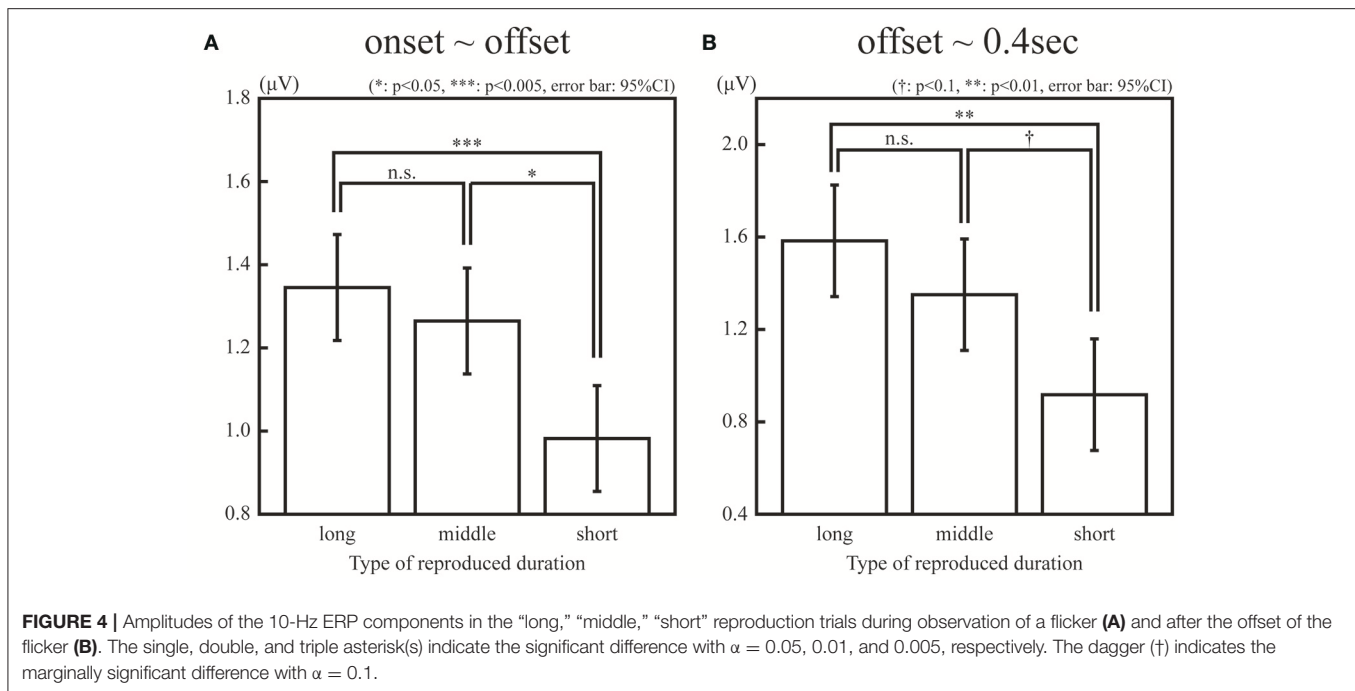 A
onset ~ offset
(μV)
(*: p<0.05, ***: p<0.005, error bar: 95%CI)
1.8
1.6
1.4
1.2
1.0
0.8
***
n.s.
*
long
middle
short
Type of reproduced duration
B
offset ~ 0.4sec
(μV)
(†: p<0.1, **: p<0.01, error bar: 95%CI)
2.0
1.6
1.2
0.8
0.4
**
n.s.
†
long
middle
short
Type of reproduced duration
FIGURE 4 | Amplitudes of the 10-Hz ERP components in the “long,” “middle,” “short” reproduction trials during observation of a flicker (A) and after the offset of the
flicker (B). The single, double, and triple asterisk(s) indicate the significant difference with α = 0.05, 0.01, and 0.005, respectively. The dagger (†) indicates the
marginally significant difference with α = 0.1.